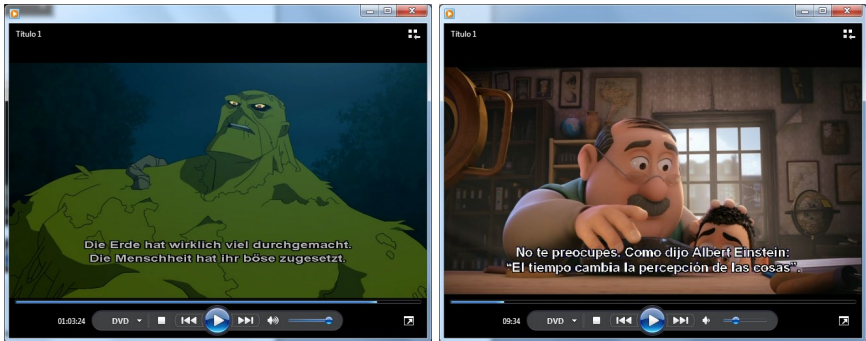 Título 1
Die Erde hat wirklich viel durchgemacht.
Die Menschheit hat ihr böse zugesetzt.
01:03:24
DVD
Título 1
No te preocupes. Como dijo Albert Einstein:
“El tiempo cambia la percepción de las cosas”.
09:34
DVD